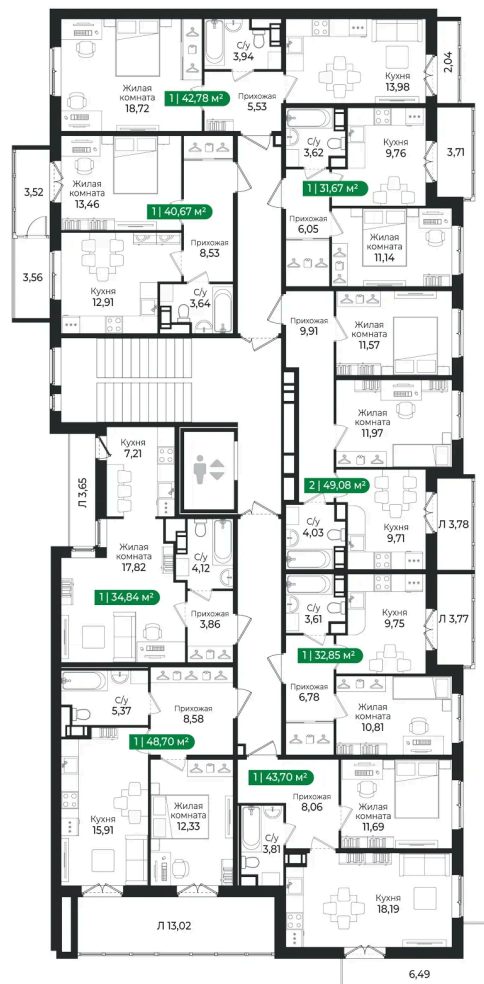 С/у
3,94
Жилая
комната
18,72
1 | 42,78 м²
Прихожая
5,53
Кухня
13,98
2,04
С/у
3,62
Кухня
9,76
3,71
3,52
Жилая
комната
13,46
1 | 40,67 м²
1 | 31,67 м²
Прихожая
6,05
Жилая
комната
11,14
Прихожая
8,53
3,56
Кухня
12,91
С/у
3,64
Прихожая
9,91
Жилая
комната
11,57
Жилая
комната
11,97
Кухня
7,21
Л 3,65
2 | 49,08 м²
С/у
4,03
Кухня
9,71
Л 3,78
Жилая
комната
17,82
С/у
4,12
1 | 34,84 м²
Прихожая
3,86
С/у
3,61
Кухня
9,75
Л 3,77
1 | 32,85 м²
Прихожая
6,78
Жилая
комната
10,81
С/у
5,37
Прихожая
8,58
1 | 48,70 м²
1 | 43,70 м²
Прихожая
8,06
Кухня
15,91
Жилая
комната
12,33
С/у
3,81
Жилая
комната
11,69
Кухня
18,19
Л 13,02
6,49